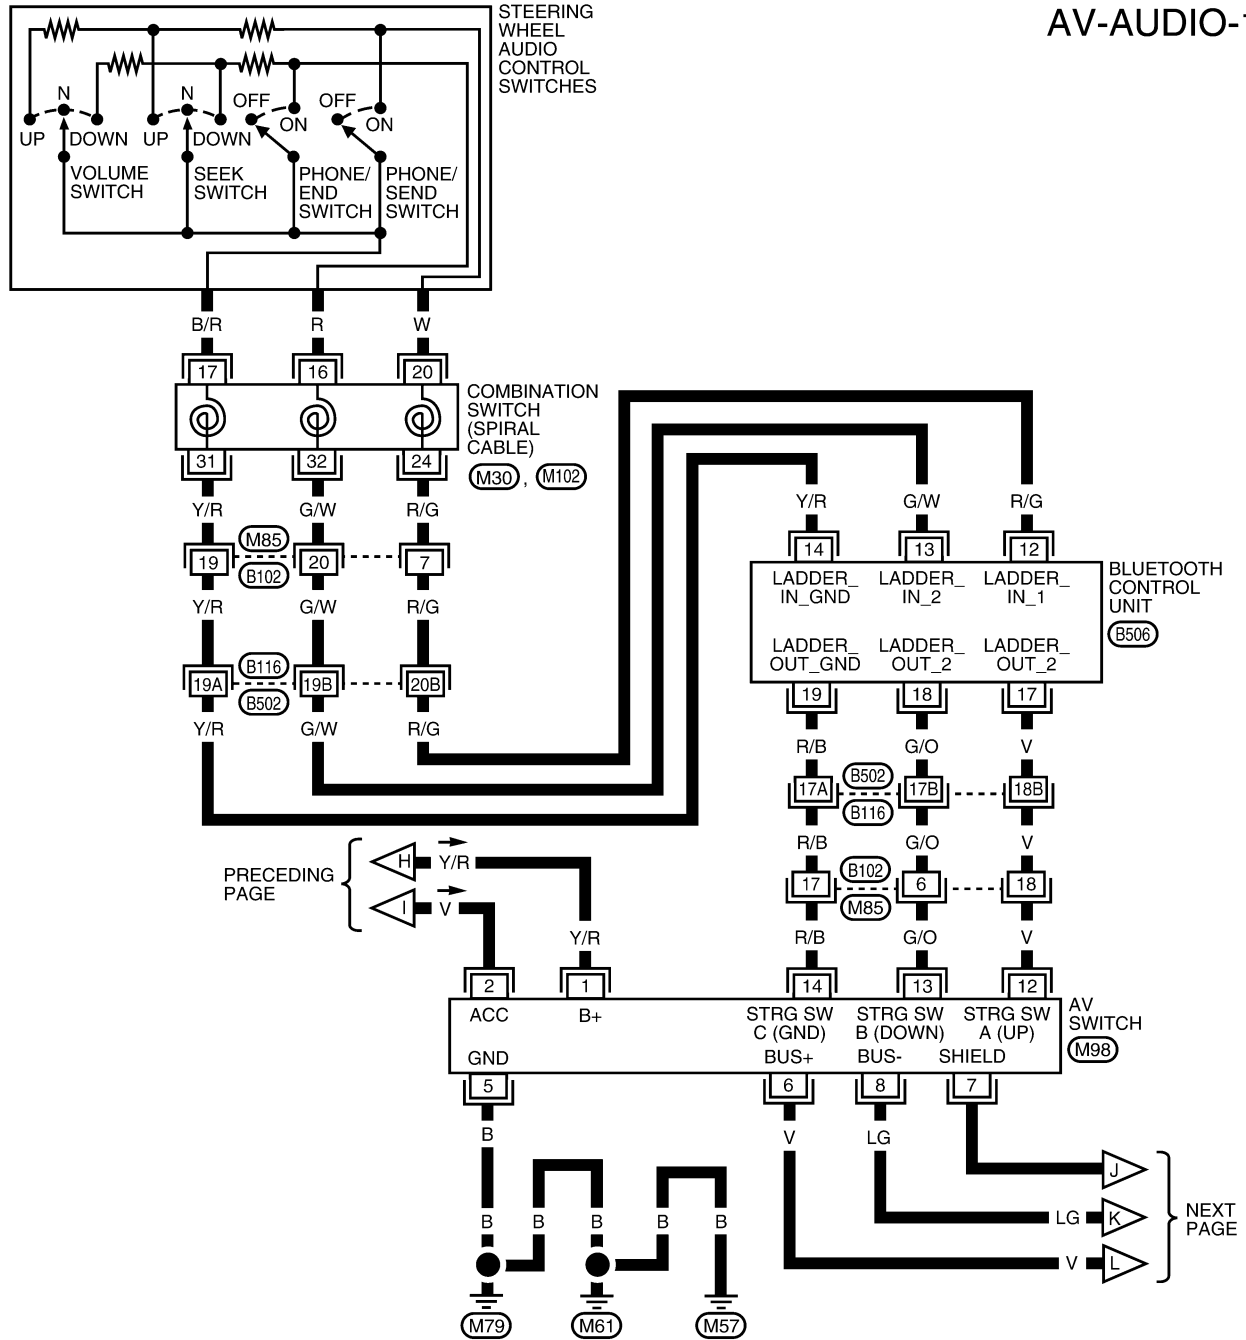 AV-AUDIO-
STEERING
WHEEL
AUDIO
CONTROL
SWITCHES
N
N
OFF
OFF
UP
DOWN
UP
DOWN
ON
ON
VOLUME
SWITCH
SEEK
SWITCH
PHONE/
END
SWITCH
PHONE/
SEND
SWITCH
B/R
R
W
17
16
20
COMBINATION
SWITCH
(SPIRAL
CABLE)
M30 , M102
31
32
24
Y/R
G/W
R/G
M85
19
20
7
B102
Y/R
G/W
R/G
B116
19A
19B
20B
B502
Y/R
G/W
R/G
Y/R
G/W
R/G
14
13
12
LADDER_
IN_GND
LADDER_
IN_2
LADDER_
IN_1
BLUETOOTH
CONTROL
UNIT
B506
LADDER_
OUT_GND
LADDER_
OUT_2
LADDER_
OUT_2
19
18
17
R/B
G/O
V
B502
17A
17B
18B
B116
R/B
G/O
V
B102
17
6
18
M85
R/B
G/O
V
PRECEDING
PAGE
H
Y/R
I
V
Y/R
2
1
14
13
12
ACC
B+
STRG SW
C (GND)
STRG SW
B (DOWN)
STRG SW
A (UP)
AV
SWITCH
M98
GND
BUS+
BUS-
SHIELD
5
6
8
7
B
V
LG
J
B
B
B
B
B
LG
K
V
L
NEXT
PAGE
M79
M61
M57